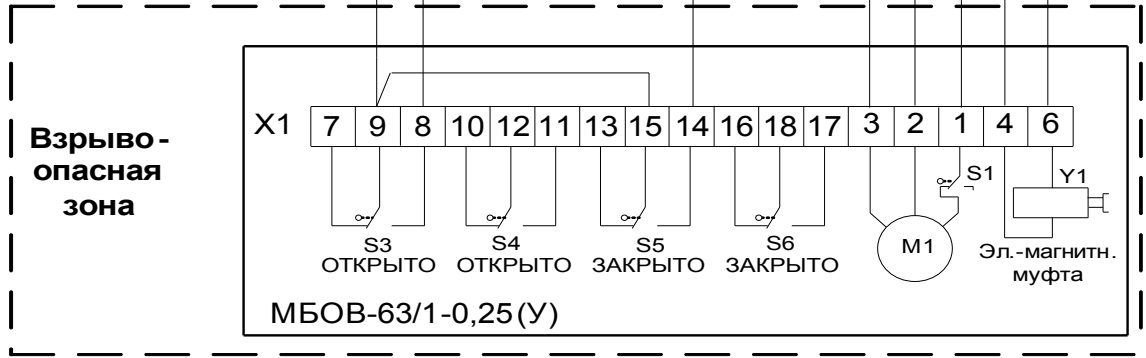 Взрыво-
опасная
зона
X1 7 9 8 10 12 11 13 15 14 16 18 17 3 2 1 4 6
S1 Y1
S3 S4 S5 S6 M1
ОТКРЫТО ОТКРЫТО ЗАКРЫТО ЗАКРЫТО
Эл.-магнитн.
муфта
МБОВ-63/1-0,25(У)